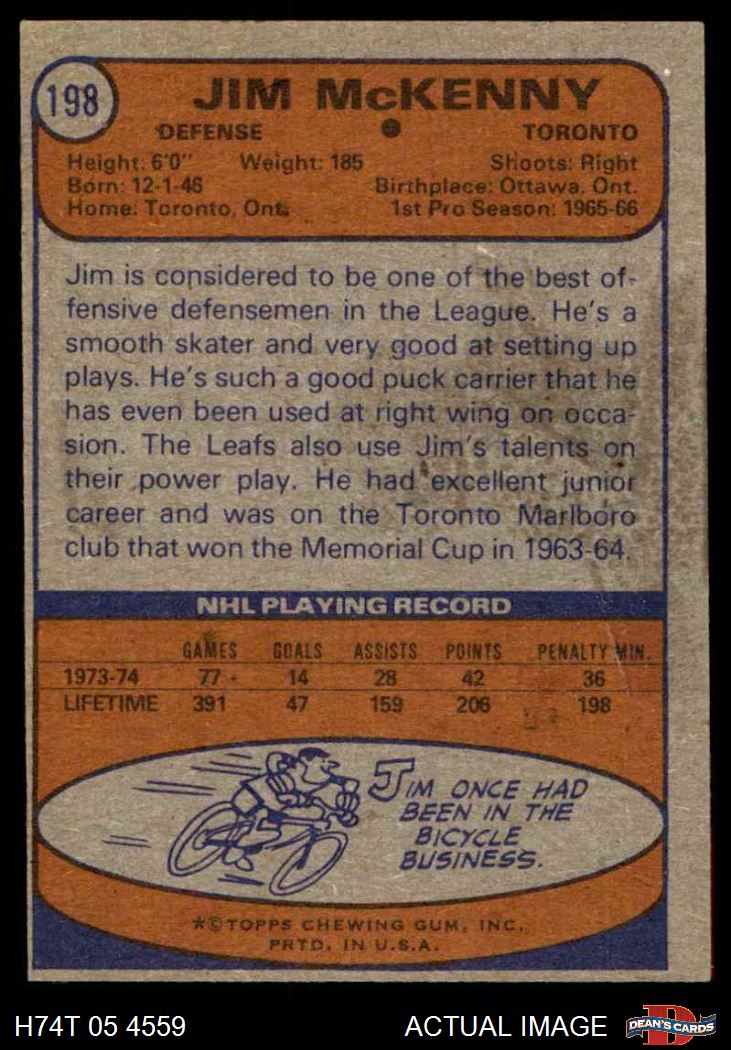 198
JIM McKENNY
DEFENSE TORONTO
Height: 6'0" Weight: 185 Shoots: Right
Born: 12-1-46 Birthplace: Ottawa, Ont.
Home: Toronto, Ont. 1st Pro Season: 1965-66
Jim is considered to be one of the best of-
fensive defensemen in the League. He's a
smooth skater and very good at setting up
plays. He's such a good puck carrier that he
has even been used at right wing on occa-
sion. The Leafs also use Jim's talents on
their power play. He had excellent junior
career and was on the Toronto Marlboro
club that won the Memorial Cup in 1963-64.
NHL PLAYING RECORD
GAMES GOALS ASSISTS POINTS PENALTY MIN.
1973-74 77 14 28 42 36
LIFETIME 391 47 159 206 198
JIM ONCE HAD
BEEN IN THE
BICYCLE
BUSINESS.
*©TOPPS CHEWING GUM, INC.
PRTD. IN U.S.A.
H74T 05 4559 ACTUAL IMAGE DEAN'S CARDS